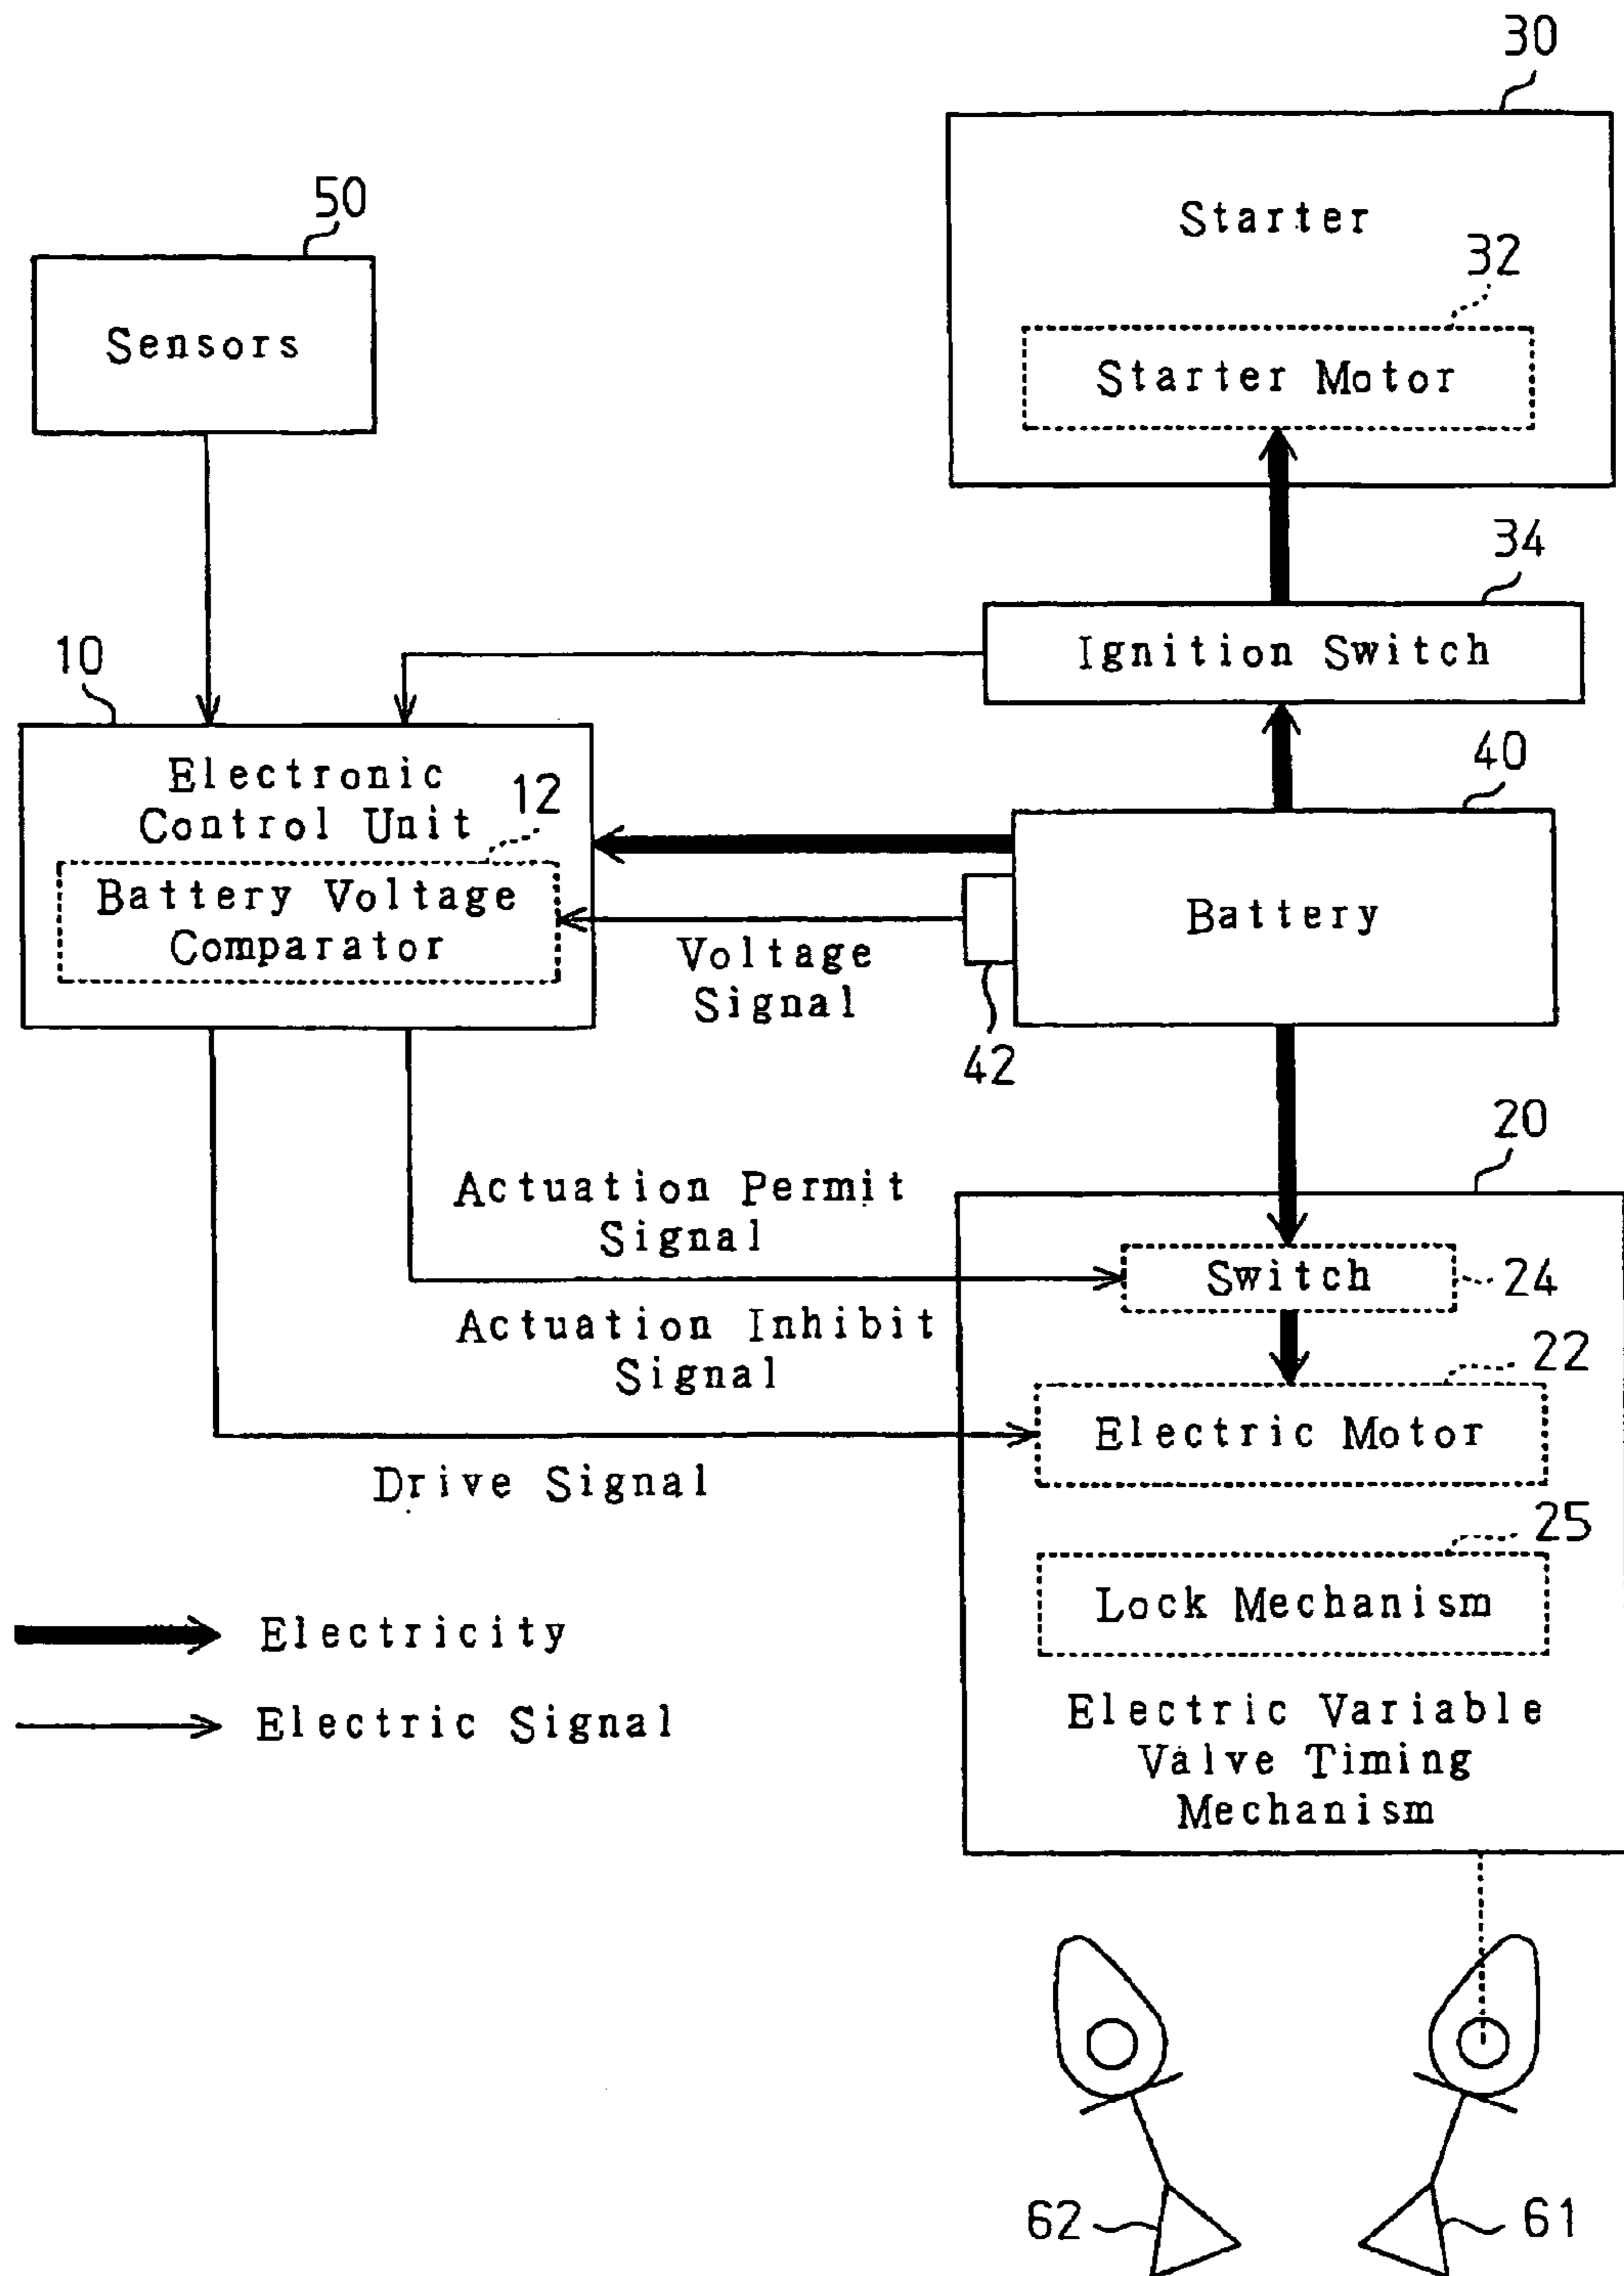 30
50
Starter
32
Sensors
Starter Motor
34
10
Ignition Switch
40
Electronic
Control Unit
12
Battery Voltage
Comparator
Battery
Voltage
Signal
42
20
Actuation Permit
Signal
Switch
24
Actuation Inhibit
Signal
22
Electric Motor
Drive Signal
25
Lock Mechanism
Electricity
Electric Signal
Electric Variable
Valve Timing
Mechanism
62
61